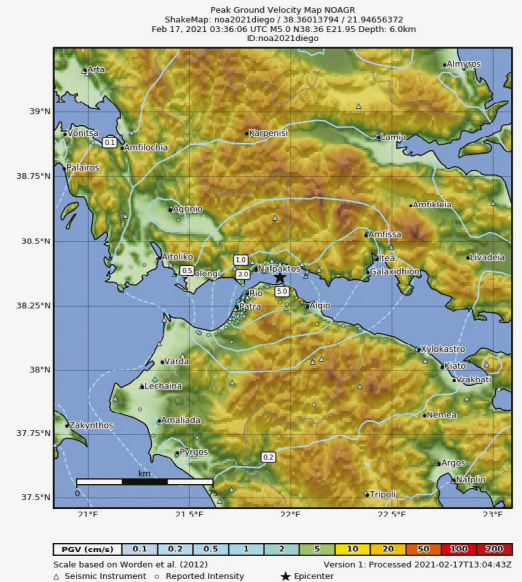 Peak Ground Velocity Map NOAGR
ShakeMap: noa2021diego / 38.36013794 / 21.94656372
Feb 17, 2021 03:36:06 UTC M5.0 N38.36 E21.95 Depth: 6.0km
ID:noa2021diego
Almyros
Arta
39°N
Vonitsa
Karpenisi
Lamia
0.1
Amfilochia
38.75°N
Palairos
Agrinio
Amfikleia
30.5°N
Amfissa
Aitoliko
1.0
Itea
Livadeia
0.5
2.0
Nafpaktos
Galaxidhion
Rio
5.0
38.25°N
Patra
Aigio
38°N
Varda
Xylokastro
Kiato
Lechaina
Vrakhati
37.75°N
Zakynthos
Amaliada
Nemea
Pyrgos
0.2
Argos
km
Nafplio
37.5°N
0
75
Tripoli
21°E
21.5°E
22°E
22.5°E
23°E
PGV (cm/s) 0.1 0.2 0.5 1 2 5 10 20 50 100 200
Scale based on Worden et al. (2012)
Version 1: Processed 2021-02-17T13:04:43Z
Seismic Instrument
Reported Intensity
Epicenter